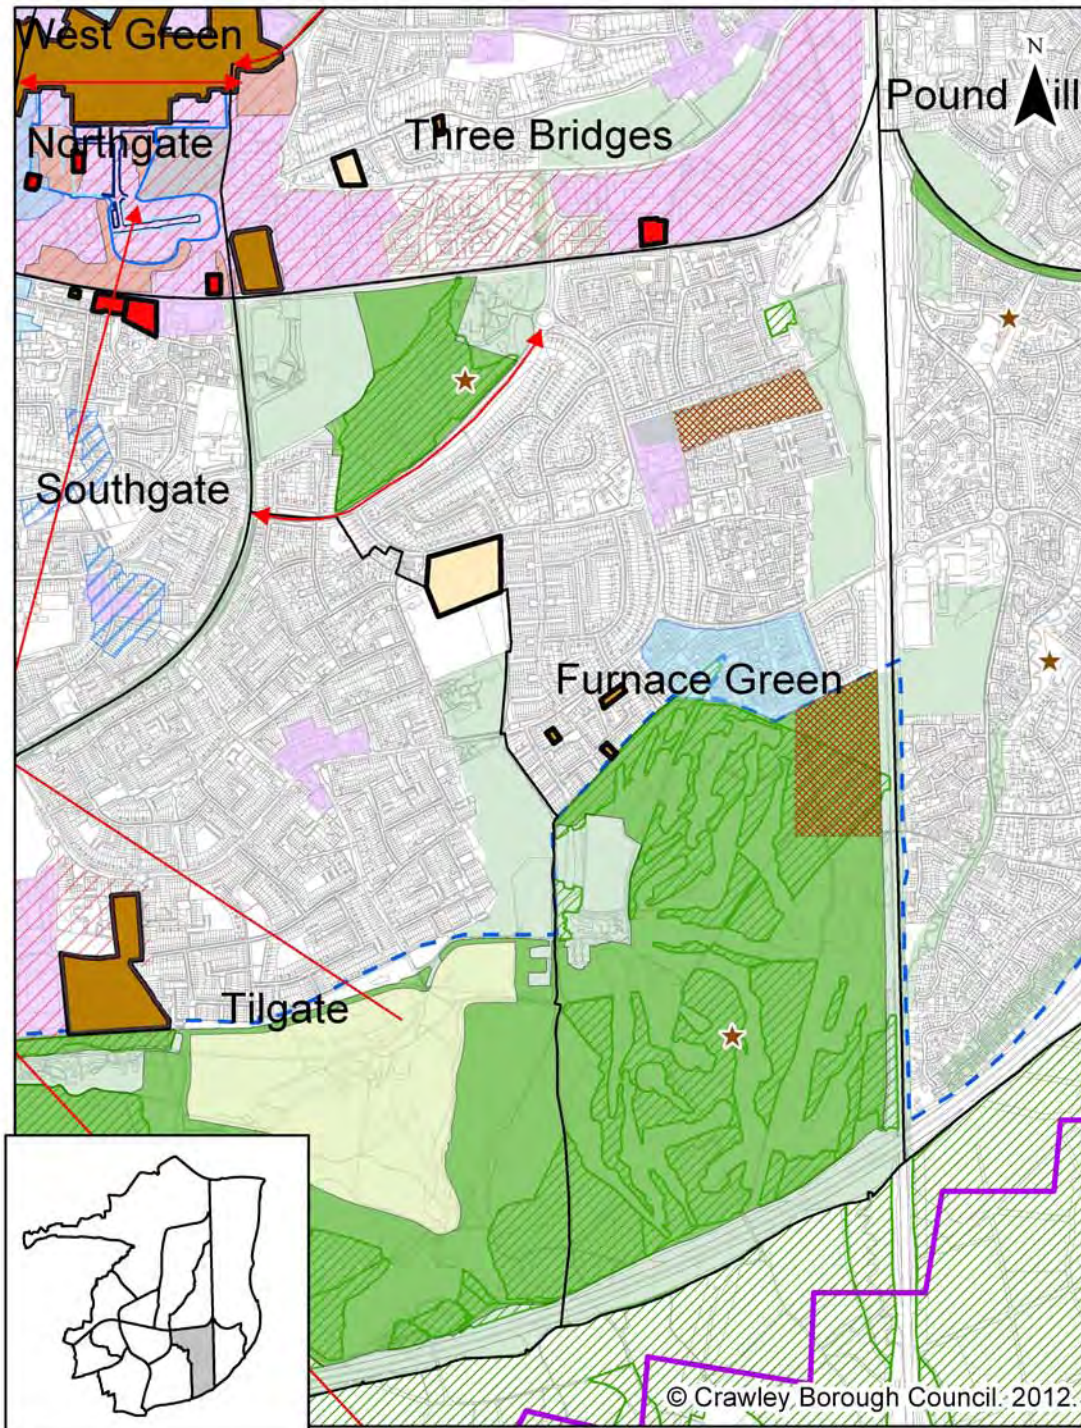 West Green
N
Pound Hill
Three Bridges
Northgate
Southgate
Furnace Green
Tilgate
© Crawley Borough Council. 2012.